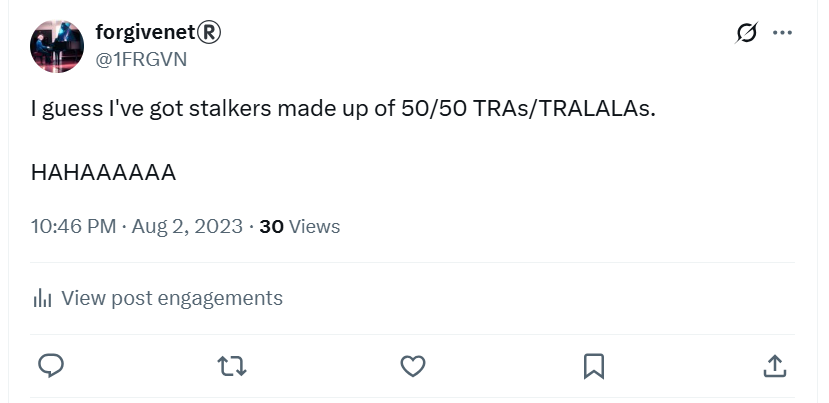 forgivenet®
@1FRGVN
I guess I've got stalkers made up of 50/50 TRAs/TRALALAs.
HAHAAAAAA
10:46 PM · Aug 2, 2023 · 30 Views
View post engagements